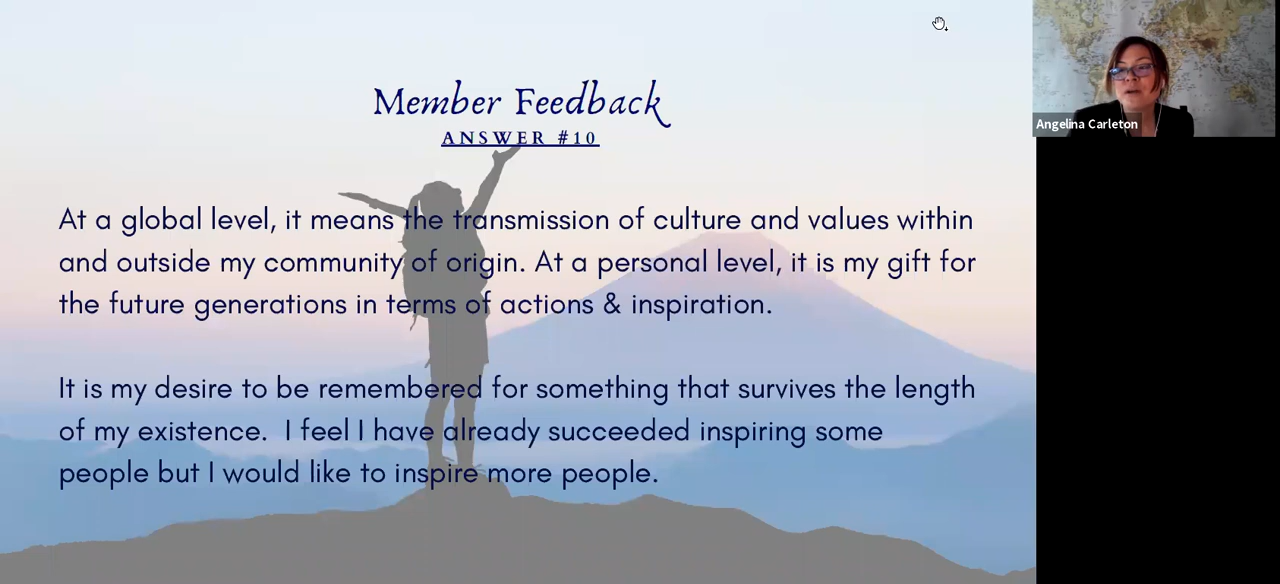 Member Feedback
ANSWER #10
At a global level, it means the transmission of culture and values within
and outside my community of origin. At a personal level, it is my gift for
the future generations in terms of actions & inspiration.
It is my desire to be remembered for something that survives the length
of my existence.  I feel I have already succeeded inspiring some
people but I would like to inspire more people.
Angelina Carleton